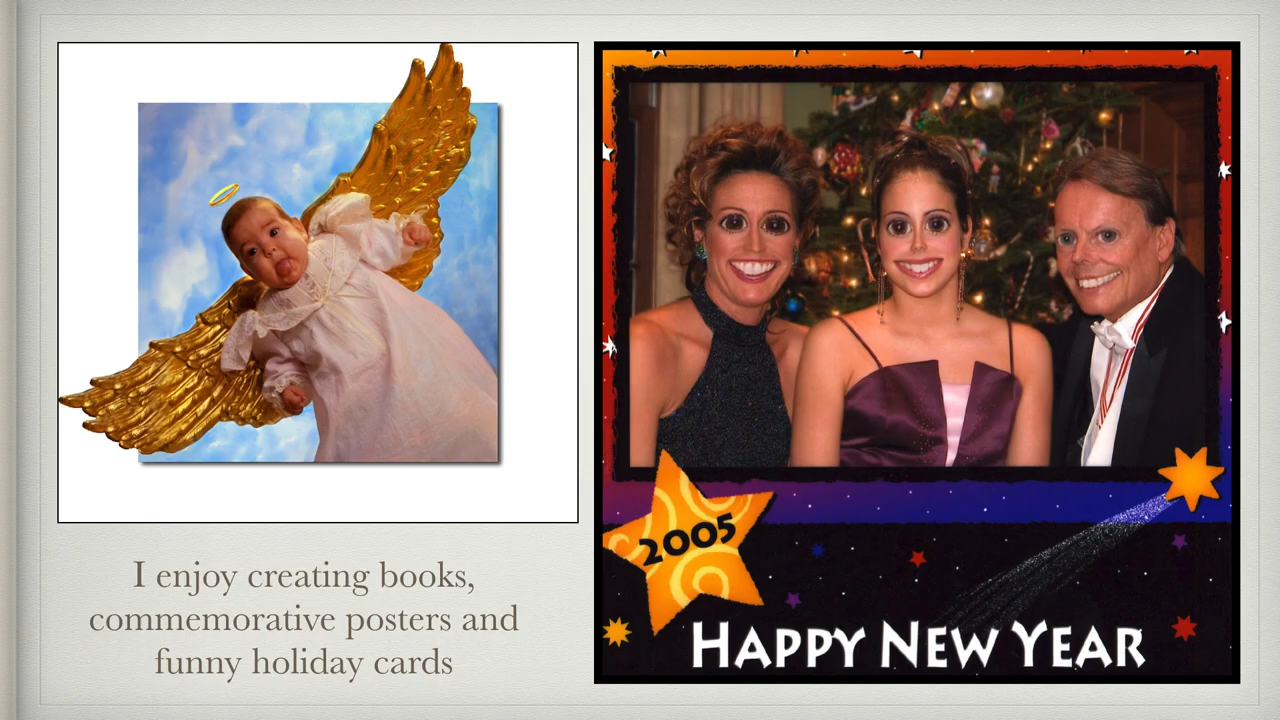 I enjoy creating books,
commemorative posters and
funny holiday cards
2005
HAPPY NEW YEAR